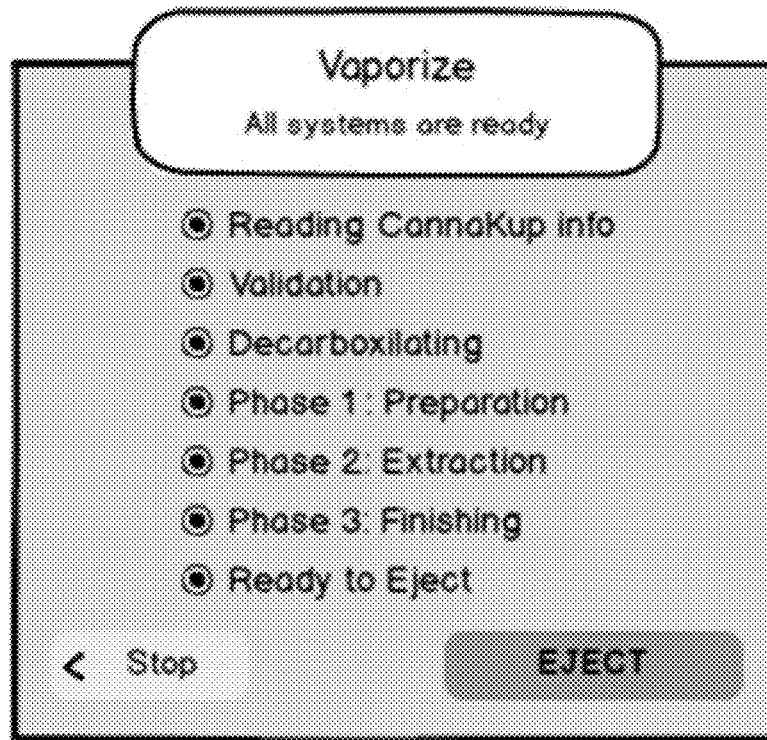 Vaporize
All systems are ready
Reading CannaKup info
Validation
Decarboxilating
Phase 1: Preparation
Phase 2: Extraction
Phase 3: Finishing
Ready to Eject
< Stop
EJECT